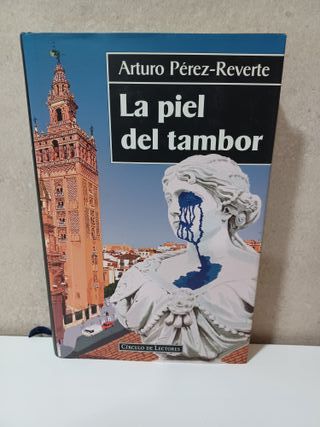 Arturo Pérez-Reverte
La piel
del tambor
CÍRCULO DE LECTORES